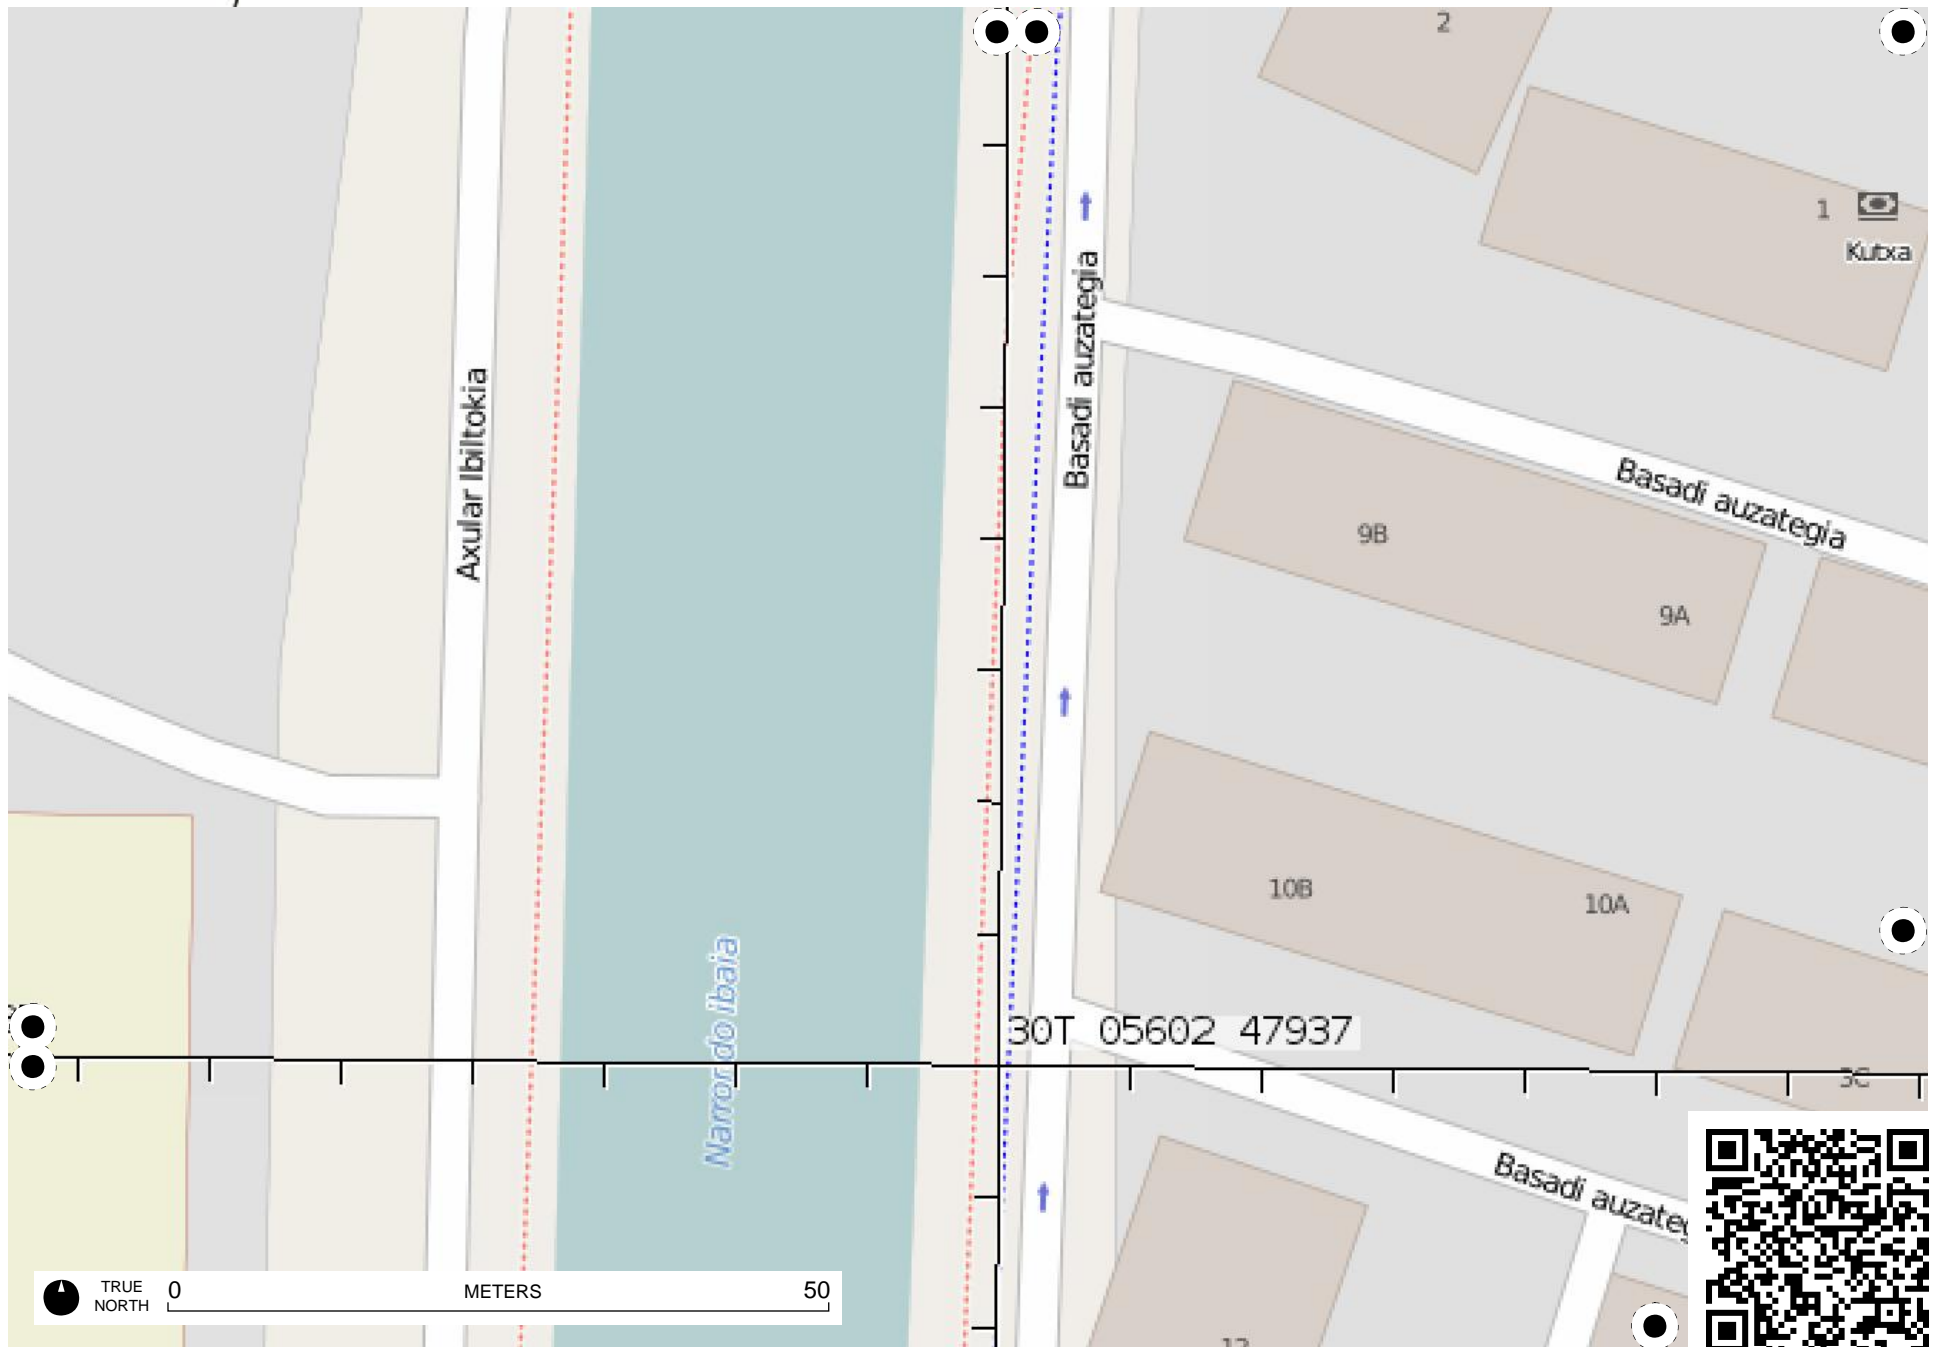 2
1
Kutxa
Basadi auzategia
Axular Ibiltokia
Basadi auzategia
9B
9A
10B
10A
Narrondo ibaia
30T 05602 47937
3C
Basadi
TRUE NORTH
0
METERS
50